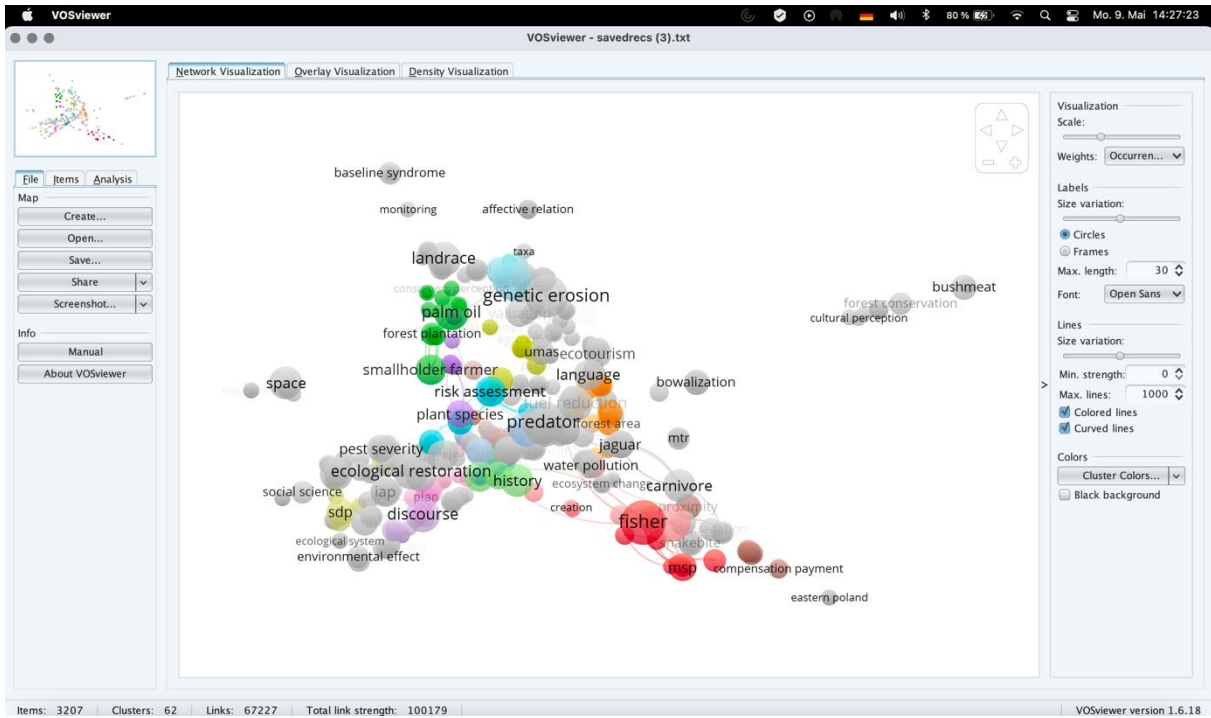 VOSviewer
80 %
Mo. 9. Mai 14:27:23
VOSviewer - savedrecs (3).txt
Network Visualization Overlay Visualization Density Visualization
File Items Analysis
Map
Create...
Open...
Save...
Share
Screenshot...
Info
Manual
About VOSviewer
baseline syndrome
monitoring
affective relation
landrace
taxa
genetic erosion
palm oil
forest plantation
umas
ecotourism
smallholder farmer
language
risk assessment
fuel reduction
plant species
predator
forest area
bushmeat
forest conservation
cultural perception
space
bowalization
pest severity
jaguar
mtr
water pollution
ecological restoration
history
ecosystem change
carnivore
social science
iap
plan
proximity
sdp
discourse
creation
fisher
snakebite
ecological system
environmental effect
msp
compensation payment
eastern poland
Visualization
Scale:
Weights: Occurren...
Labels
Size variation:
Circles
Frames
Max. length: 30
Font: Open Sans
Lines
Size variation:
Min. strength: 0
Max. lines: 1000
Colored lines
Curved lines
Colors
Cluster Colors...
Black background
>
Items: 3207 Clusters: 62 Links: 67227 Total link strength: 100179
VOSviewer version 1.6.18